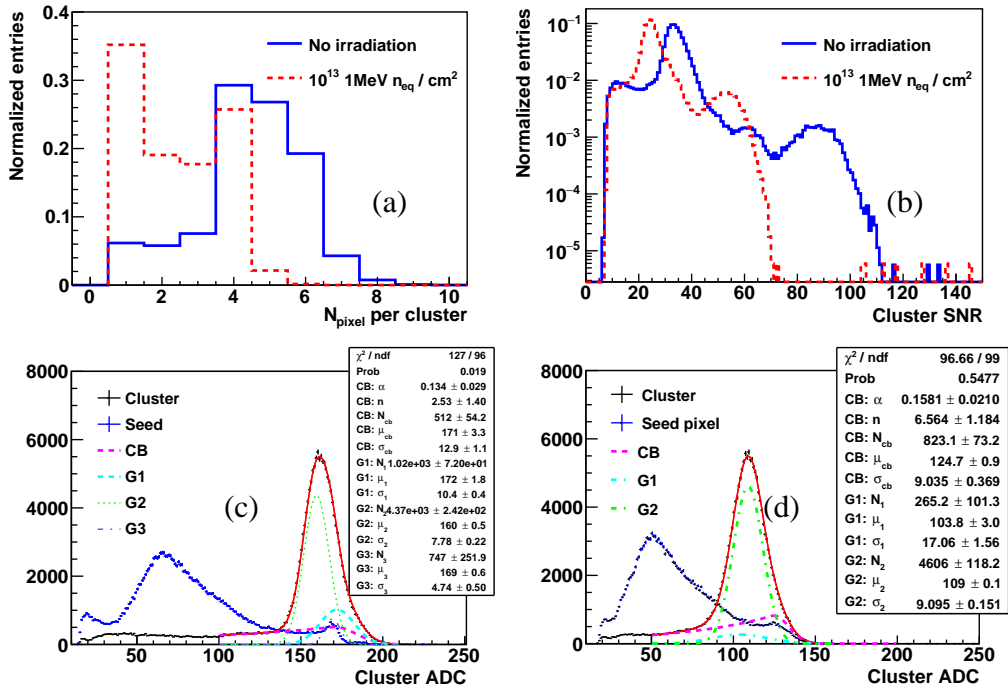 Normalized entries
0.4
0.3
0.2
0.1
0
No irradiation
10¹³ 1MeV n_eq / cm²
(a)
0 2 4 6 8 10
N_pixel per cluster
Normalized entries
10⁻¹
10⁻²
10⁻³
10⁻⁴
10⁻⁵
No irradiation
10¹³ 1MeV n_eq / cm²
(b)
0 20 40 60 80 100 120 140
Cluster SNR
8000
6000
4000
2000
0
Cluster
Seed
CB
G1
G2
G3
(c)
χ² / ndf 127 / 96
Prob 0.019
CB: α 0.134 ± 0.029
CB: n 2.53 ± 1.40
CB: N_cb 512 ± 54.2
CB: μ_cb 171 ± 3.3
CB: σ_cb 12.9 ± 1.1
G1: N_1 1.02e+03 ± 7.20e+01
G1: μ_1 172 ± 1.8
G1: σ_1 10.4 ± 0.4
G2: N_2 4.37e+03 ± 2.42e+02
G2: μ_2 160 ± 0.5
G2: σ_2 7.78 ± 0.22
G3: N_3 747 ± 251.9
G3: μ_3 169 ± 0.6
G3: σ_3 4.74 ± 0.50
50 100 150 200 250
Cluster ADC
8000
6000
4000
2000
0
Cluster
Seed pixel
CB
G1
G2
(d)
χ² / ndf 96.66 / 99
Prob 0.5477
CB: α 0.1581 ± 0.0210
CB: n 6.564 ± 1.184
CB: N_cb 823.1 ± 73.2
CB: μ_cb 124.7 ± 0.9
CB: σ_cb 9.035 ± 0.369
G1: N_1 265.2 ± 101.3
G1: μ_1 103.8 ± 3.0
G1: σ_1 17.06 ± 1.56
G2: N_2 4606 ± 118.2
G2: μ_2 109 ± 0.1
G2: σ_2 9.095 ± 0.151
50 100 150 200 250
Cluster ADC